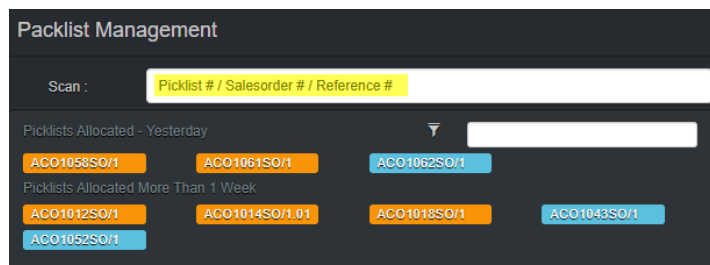 Packlist Management
Scan :
Picklist # / Salesorder # / Reference #
Picklists Allocated - Yesterday
ACO1058SO/1 ACO1061SO/1 ACO1062SO/1
Picklists Allocated More Than 1 Week
ACO1012SO/1 ACO1014SO/1.01 ACO1018SO/1 ACO1043SO/1
ACO1052SO/1